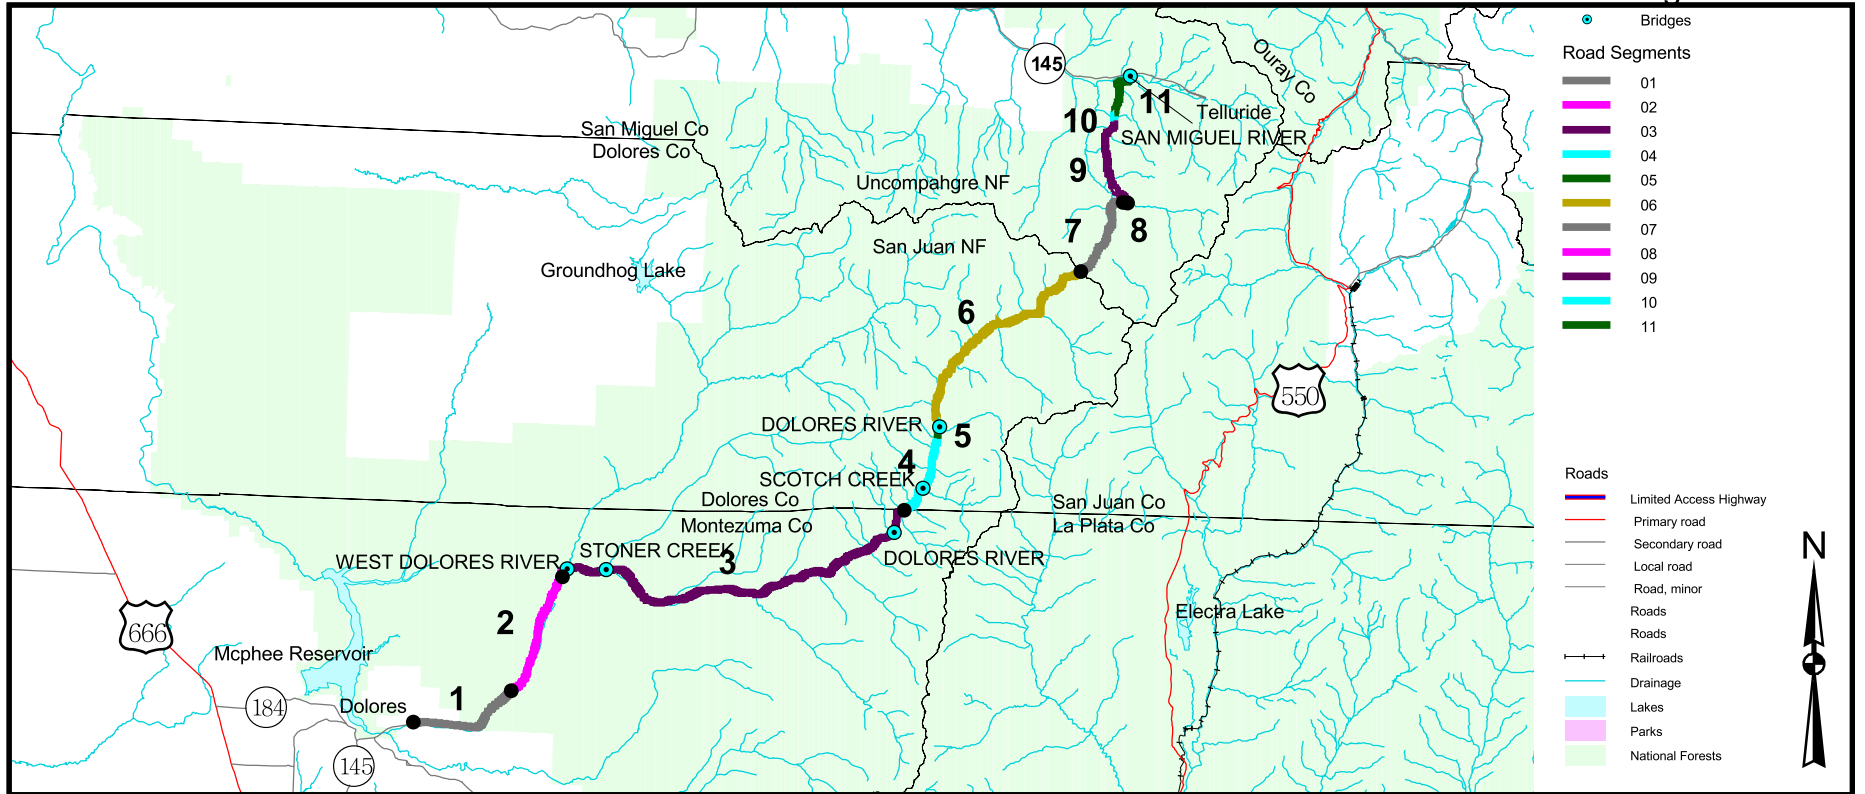 145
Ouray Co
11
Telluride
10
SAN MIGUEL RIVER
San Miguel Co
Dolores Co
9
Uncompahgre NF
7
8
San Juan NF
Groundhog Lake
6
550
DOLORES RIVER
5
4
SCOTCH CREEK
Dolores Co
San Juan Co
Montezuma Co
La Plata Co
STONER CREEK
WEST DOLORES RIVER
3
DOLORES RIVER
2
Electra Lake
666
Mcphee Reservoir
1
Dolores
184
145
Bridges
Road Segments
01
02
03
04
05
06
07
08
09
10
11
Roads
Limited Access Highway
Primary road
Secondary road
Local road
Road, minor
Roads
Roads
Railroads
Drainage
Lakes
Parks
National Forests
N